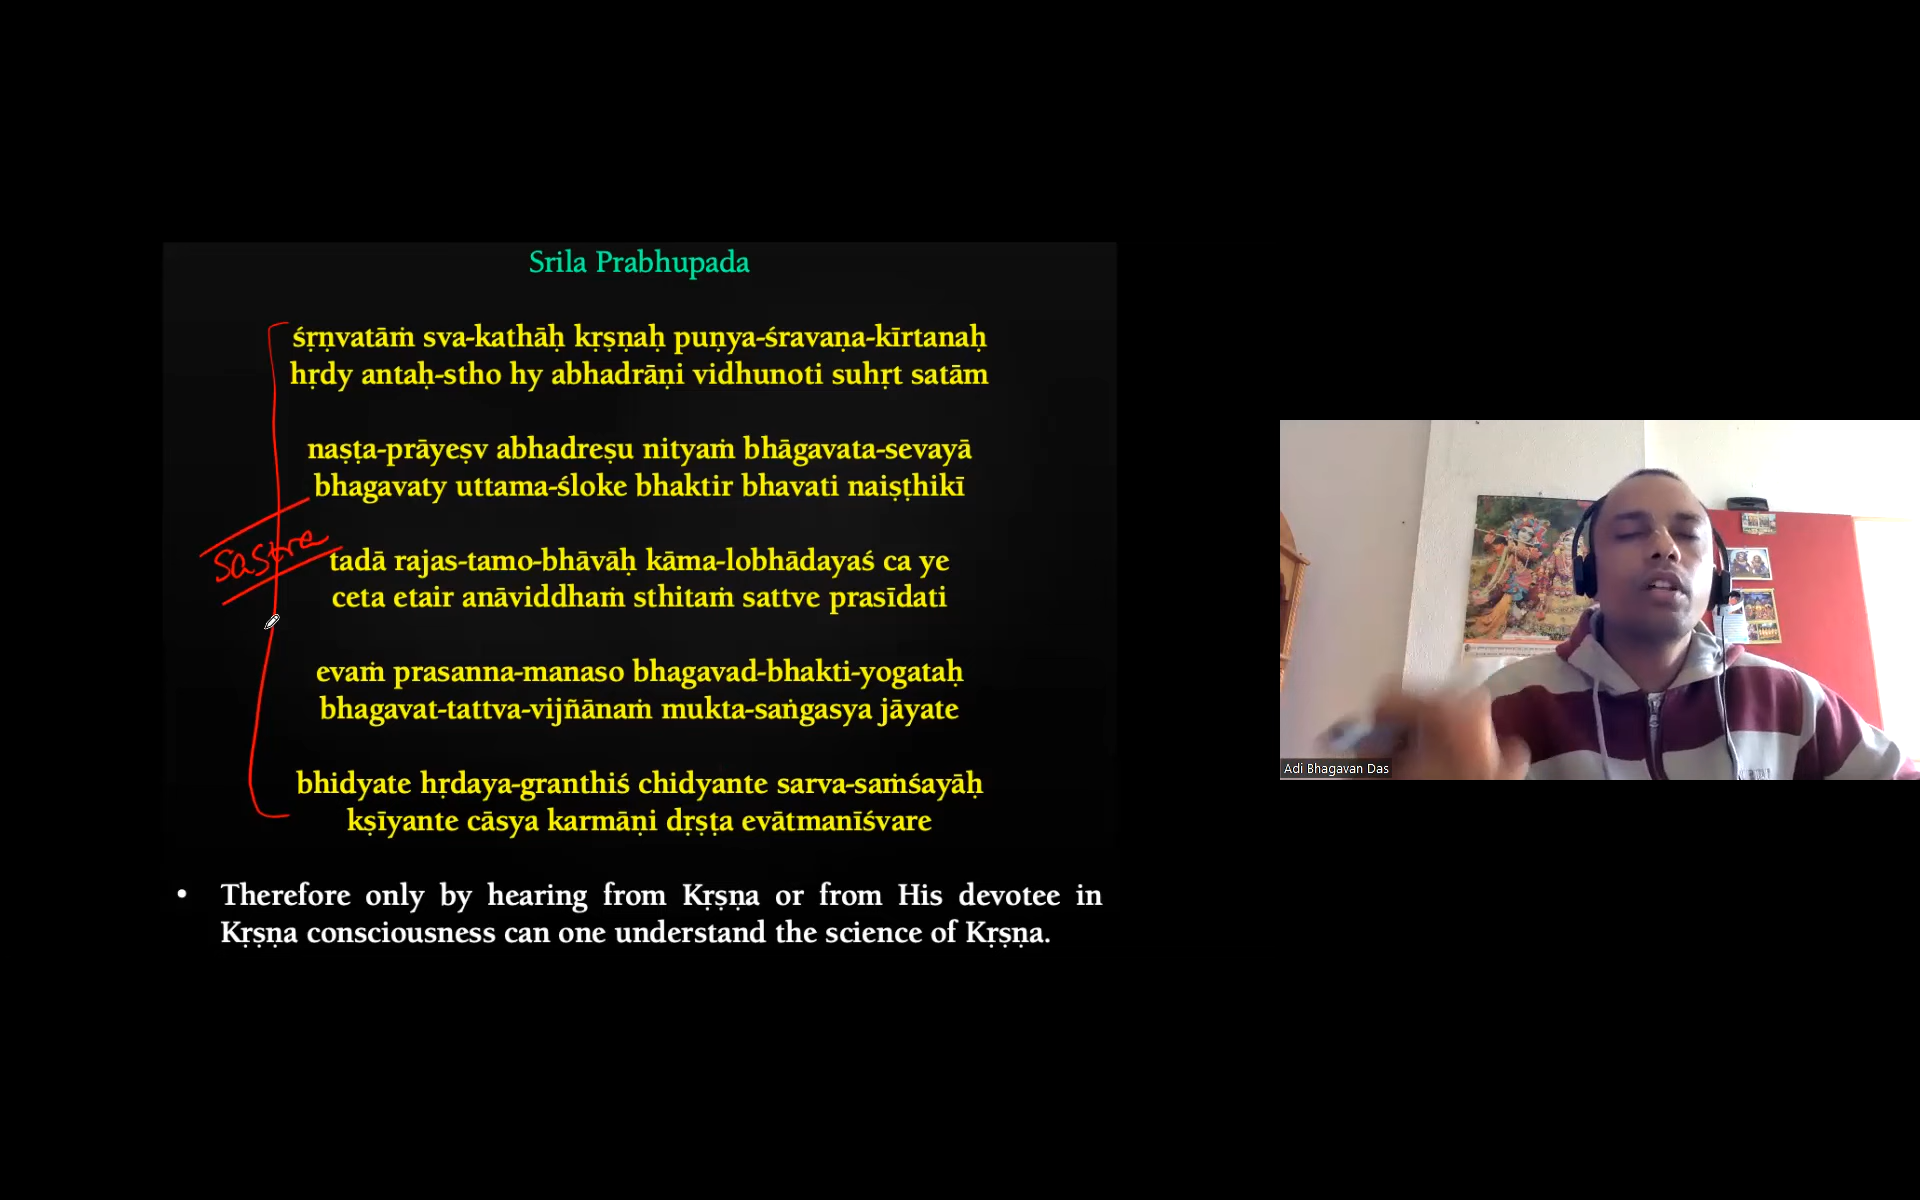 Srila Prabhupada
śṛṇvatāṁ sva-kathāḥ kṛṣṇaḥ puṇya-śravaṇa-kīrtanaḥ
hṛdy antaḥ-stho hy abhadrāṇi vidhunoti suhṛt satām
naṣṭa-prāyeṣv abhadreṣu nityaṁ bhāgavata-sevayā
bhagavaty uttama-śloke bhaktir bhavati naiṣṭhikī
sastra
tadā rajas-tamo-bhāvāḥ kāma-lobhādayaś ca ye
ceta etair anāviddhaṁ sthitaṁ sattve prasīdati
evaṁ prasanna-manaso bhagavad-bhakti-yogataḥ
bhagavat-tattva-vijñānaṁ mukta-saṅgasya jāyate
bhidyate hṛdaya-granthiś chidyante sarva-saṁśayāḥ
kṣīyante cāsya karmāṇi dṛṣṭa evātmanīśvare
• Therefore only by hearing from Kṛṣṇa or from His devotee in
Kṛṣṇa consciousness can one understand the science of Kṛṣṇa.
Adi Bhagavan Das